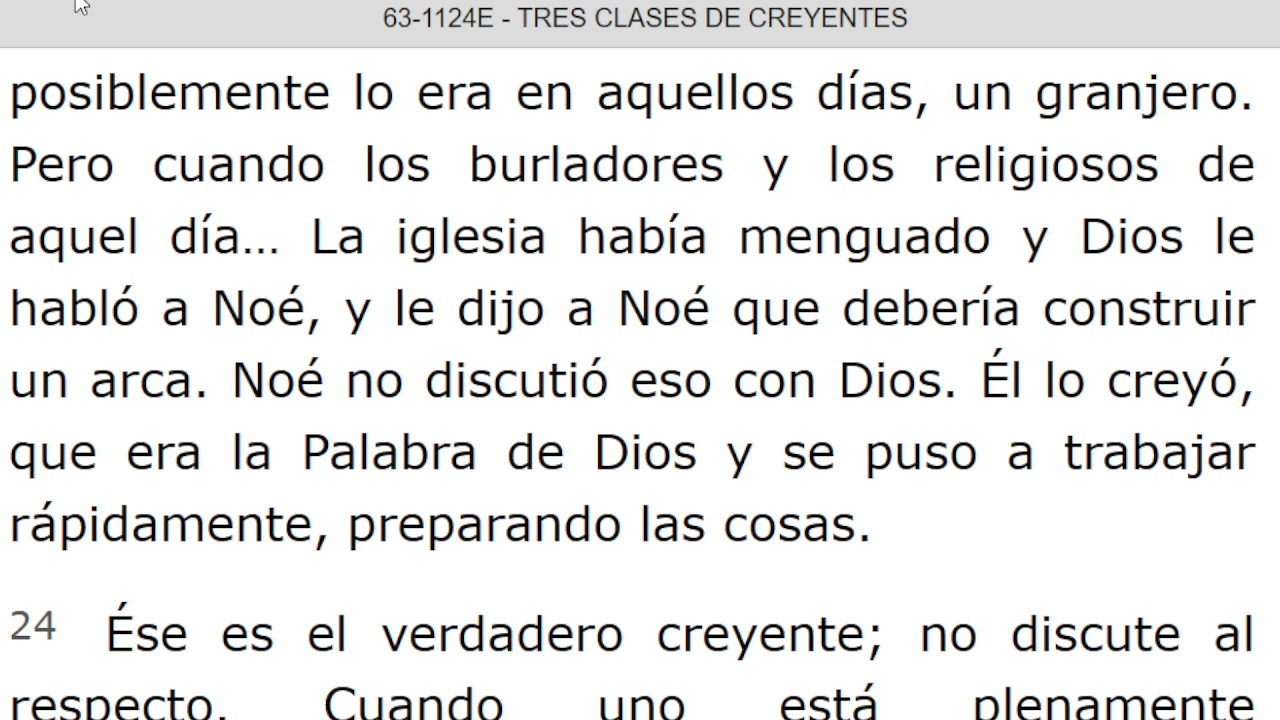 63-1124E - TRES CLASES DE CREYENTES
posiblemente lo era en aquellos días, un granjero.
Pero cuando los burladores y los religiosos de
aquel día... La iglesia había menguado y Dios le
habló a Noé, y le dijo a Noé que debería construir
un arca. Noé no discutió eso con Dios. Él lo creyó,
que era la Palabra de Dios y se puso a trabajar
rápidamente, preparando las cosas.
24 Ése es el verdadero creyente; no discute al
respecto. Cuando uno está plenamente